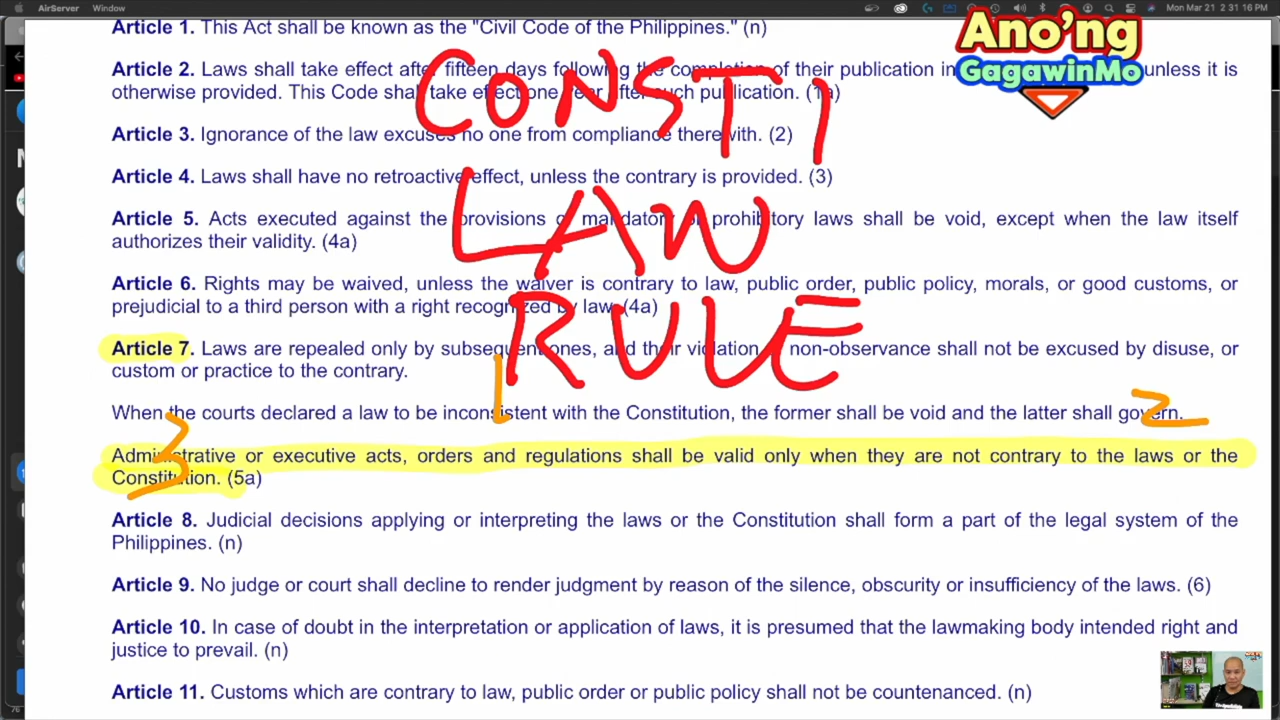 AirServer Window Mon Mar 21 2:31:16 PM
Article 1. This Act shall be known as the "Civil Code of the Philippines." (n)
Ano'ng
GagawinMo
Article 2. Laws shall take effect after fifteen days following the completion of their publication in unless it is
otherwise provided. This Code shall take effect one year after such publication. (1a)
Article 3. Ignorance of the law excuses no one from compliance therewith. (2)
Article 4. Laws shall have no retroactive effect, unless the contrary is provided. (3)
Article 5. Acts executed against the provisions of mandatory or prohibitory laws shall be void, except when the law itself
authorizes their validity. (4a)
Article 6. Rights may be waived, unless the waiver is contrary to law, public order, public policy, morals, or good customs, or
prejudicial to a third person with a right recognized by law. (4a)
CONSTI
LAW
RULE
Article 7. Laws are repealed only by subsequent ones, and their violation non-observance shall not be excused by disuse, or
custom or practice to the contrary.
1
When the courts declared a law to be inconsistent with the Constitution, the former shall be void and the latter shall govern.
2
3
Administrative or executive acts, orders and regulations shall be valid only when they are not contrary to the laws or the
Constitution. (5a)
Article 8. Judicial decisions applying or interpreting the laws or the Constitution shall form a part of the legal system of the
Philippines. (n)
Article 9. No judge or court shall decline to render judgment by reason of the silence, obscurity or insufficiency of the laws. (6)
Article 10. In case of doubt in the interpretation or application of laws, it is presumed that the lawmaking body intended right and
justice to prevail. (n)
Article 11. Customs which are contrary to law, public order or public policy shall not be countenanced. (n)